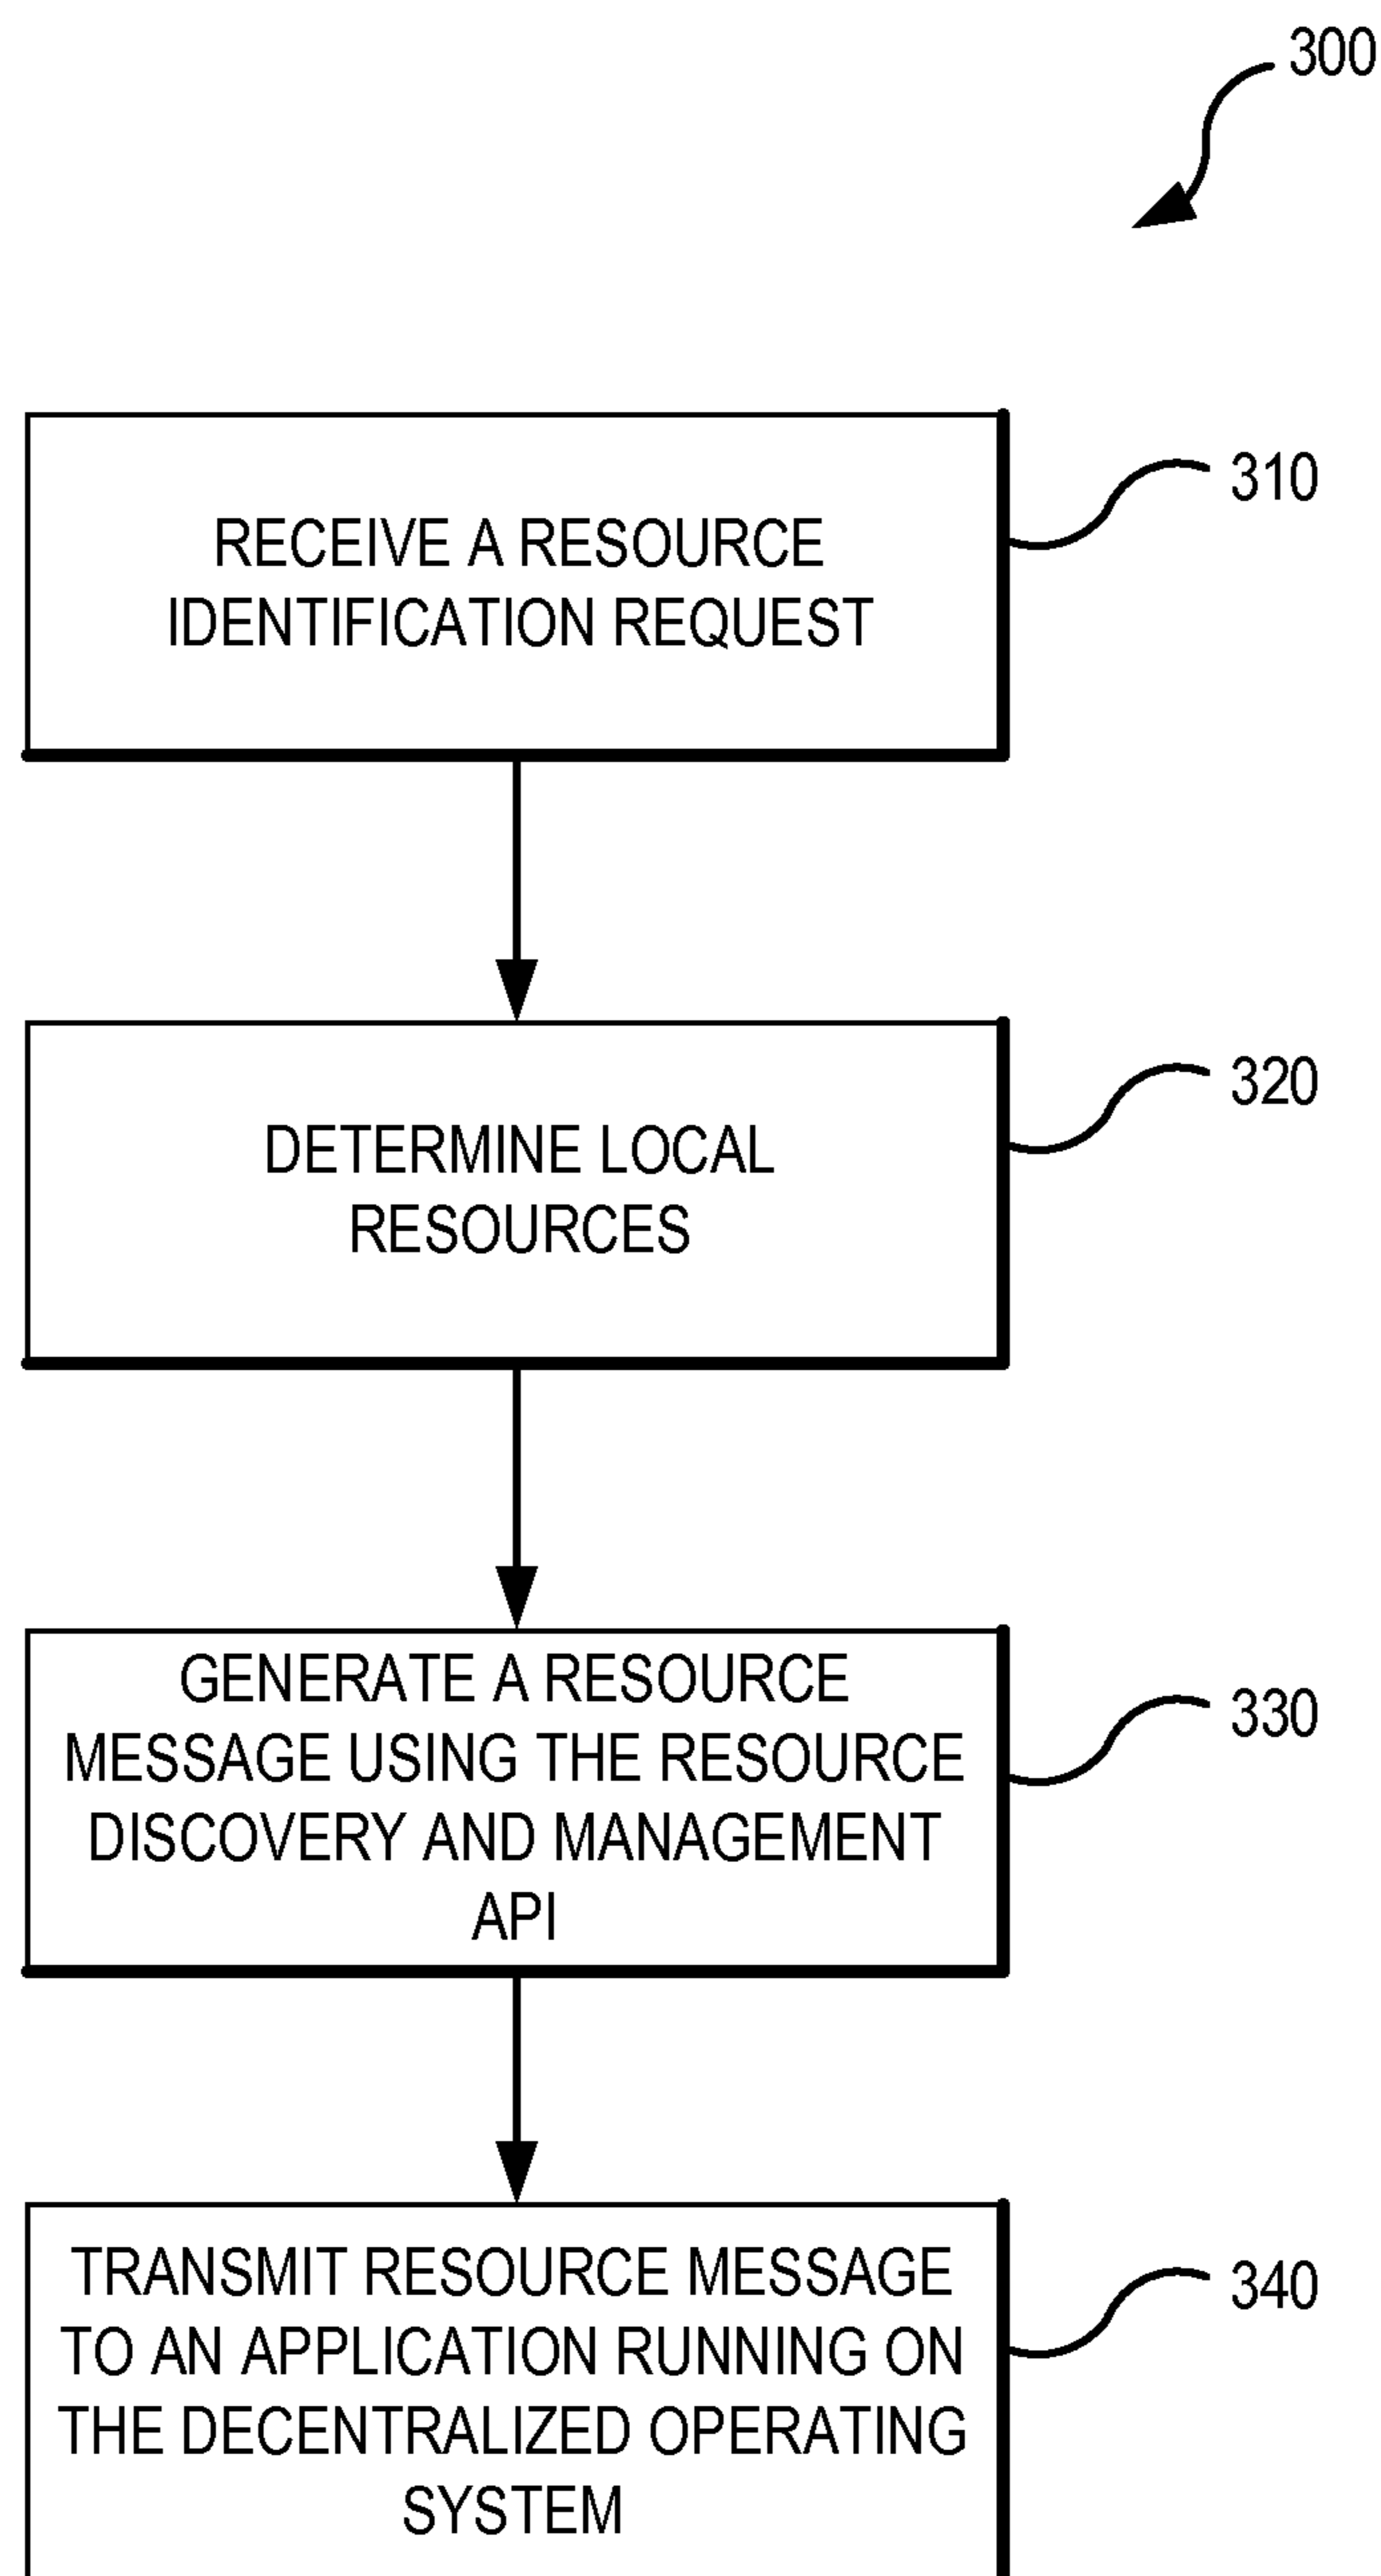 300
RECEIVE A RESOURCE
IDENTIFICATION REQUEST
310
DETERMINE LOCAL
RESOURCES
320
GENERATE A RESOURCE
MESSAGE USING THE RESOURCE
DISCOVERY AND MANAGEMENT
API
330
TRANSMIT RESOURCE MESSAGE
TO AN APPLICATION RUNNING ON
THE DECENTRALIZED OPERATING
SYSTEM
340